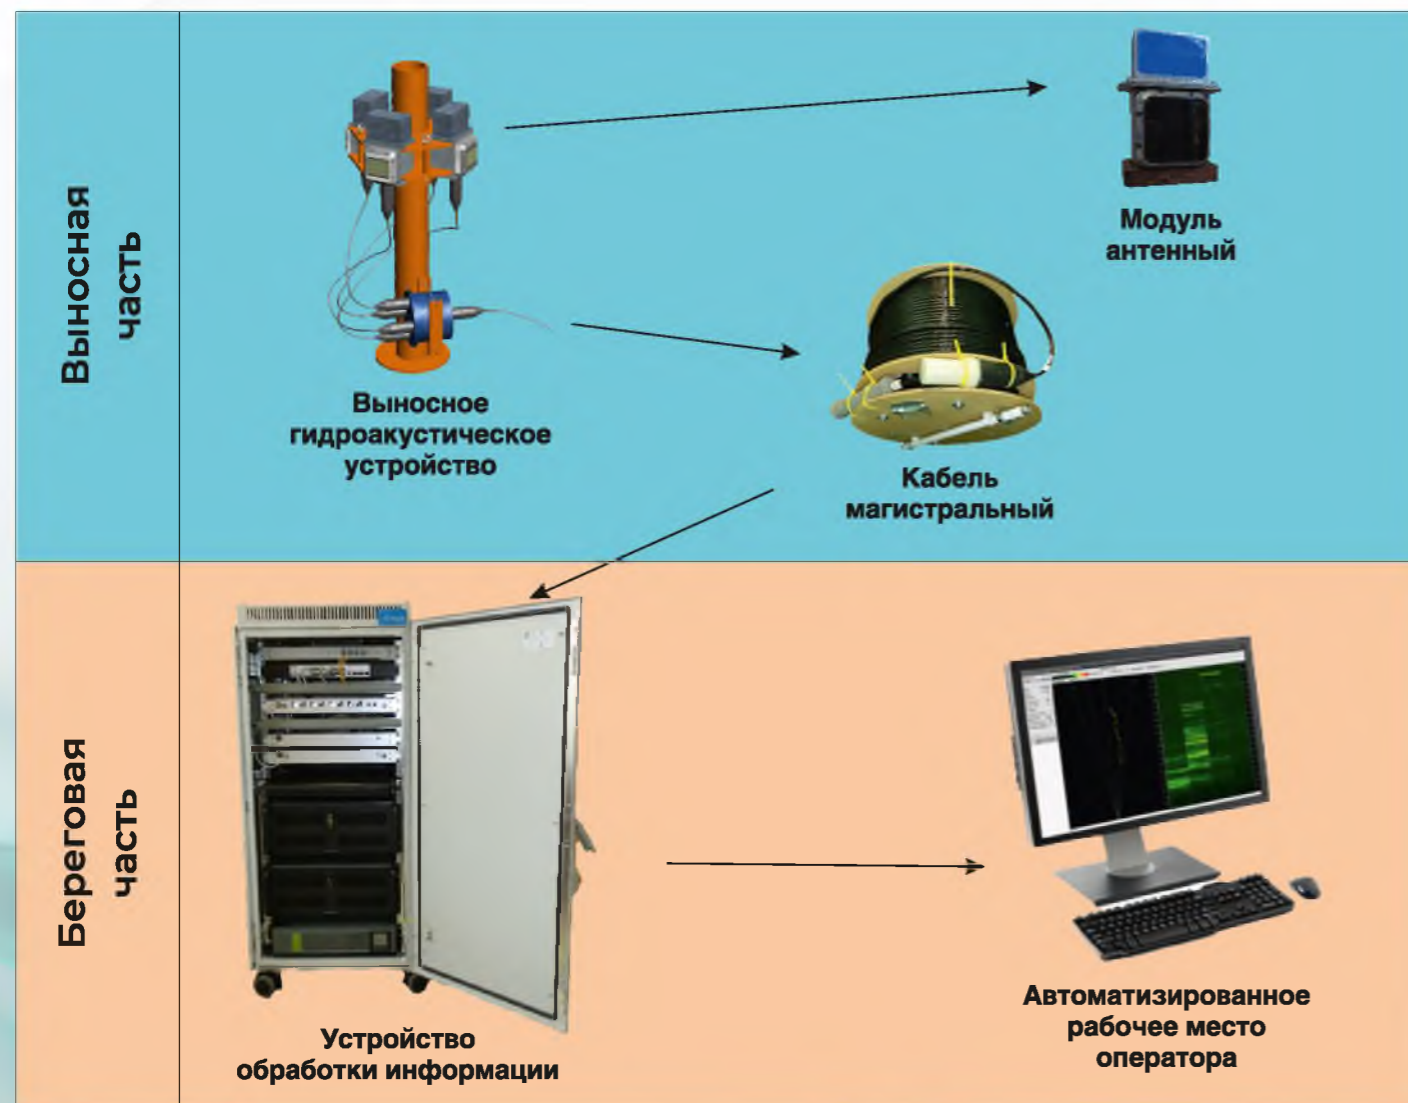 Выносная
часть
Модуль
антенный
Выносное
гидроакустическое
устройство
Кабель
магистральный
Береговая
часть
Устройство
обработки информации
Автоматизированное
рабочее место
оператора